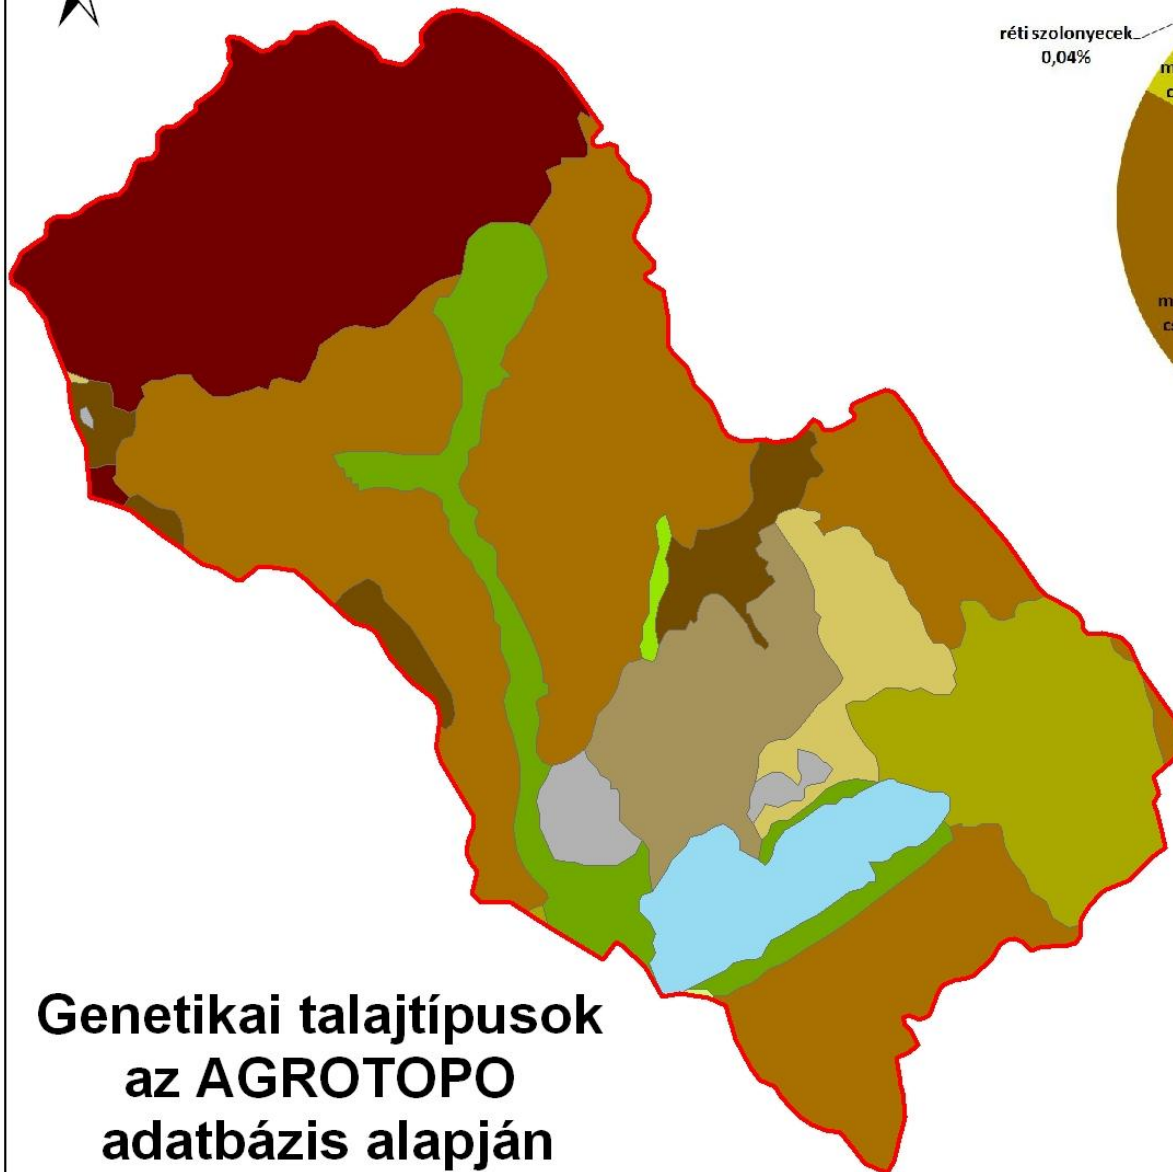 réti szolonyecek
0,04%
Genetikai talajtípusok
az AGROTOPO
adatbázis alapján